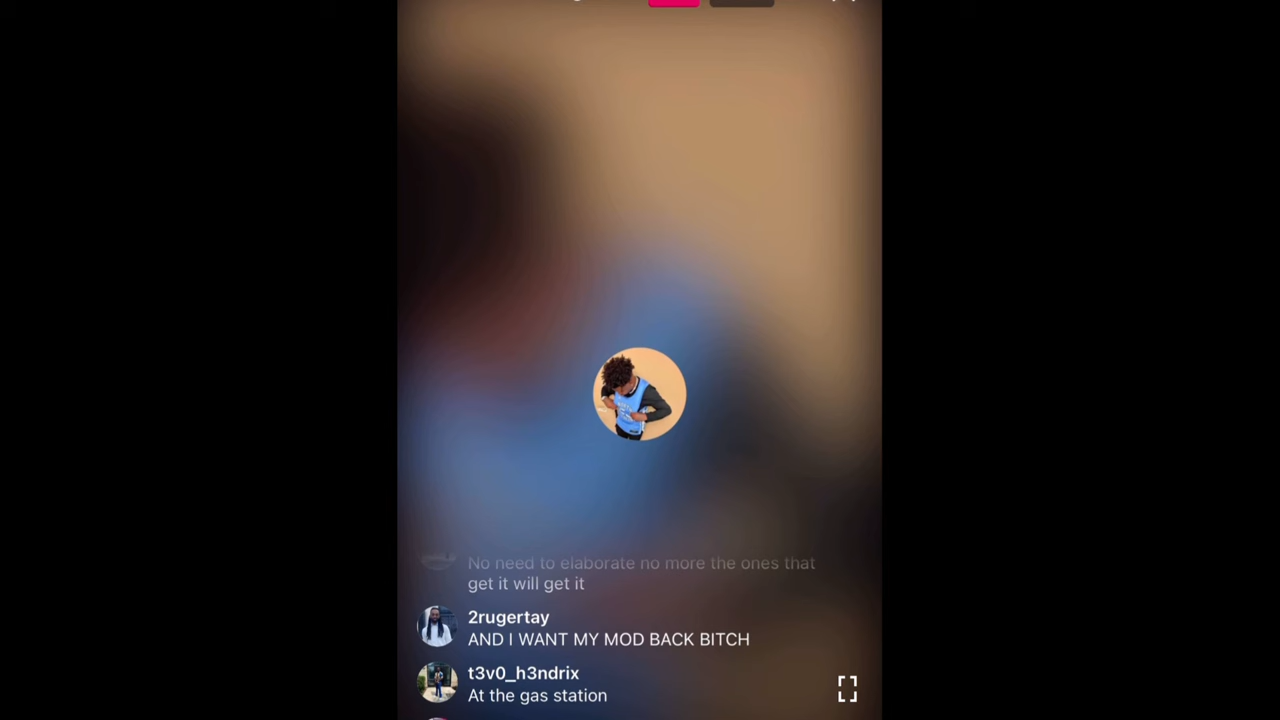 No need to elaborate no more the ones that
get it will get it
2rugertay
AND I WANT MY MOD BACK BITCH
t3v0_h3ndrix
At the gas station